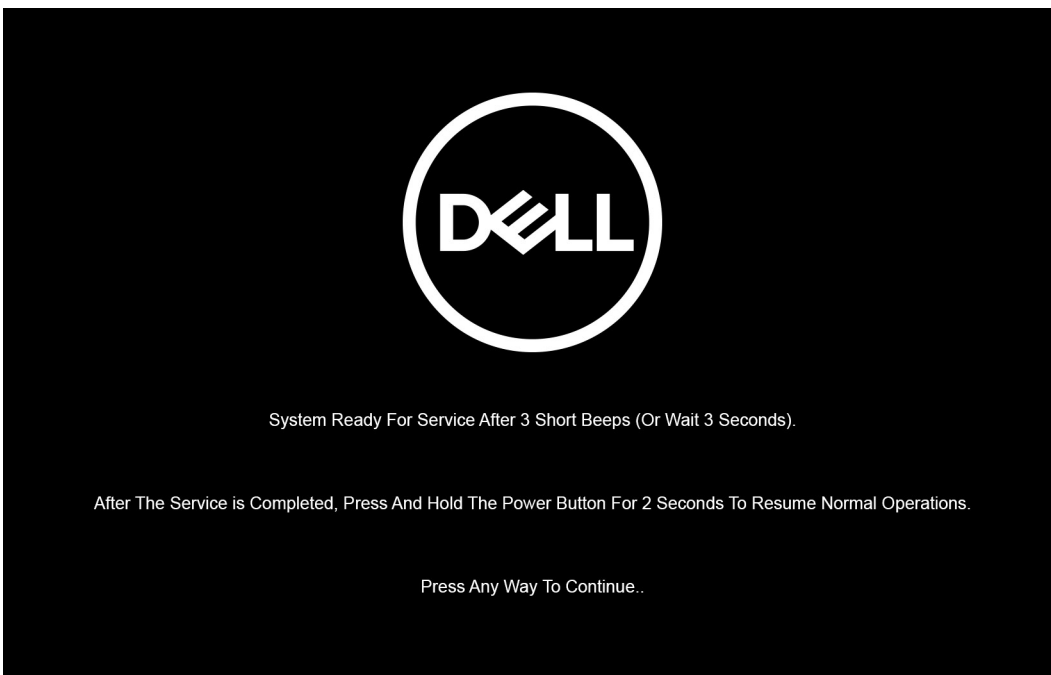 DELL
System Ready For Service After 3 Short Beeps (Or Wait 3 Seconds).
After The Service is Completed, Press And Hold The Power Button For 2 Seconds To Resume Normal Operations.
Press Any Way To Continue..